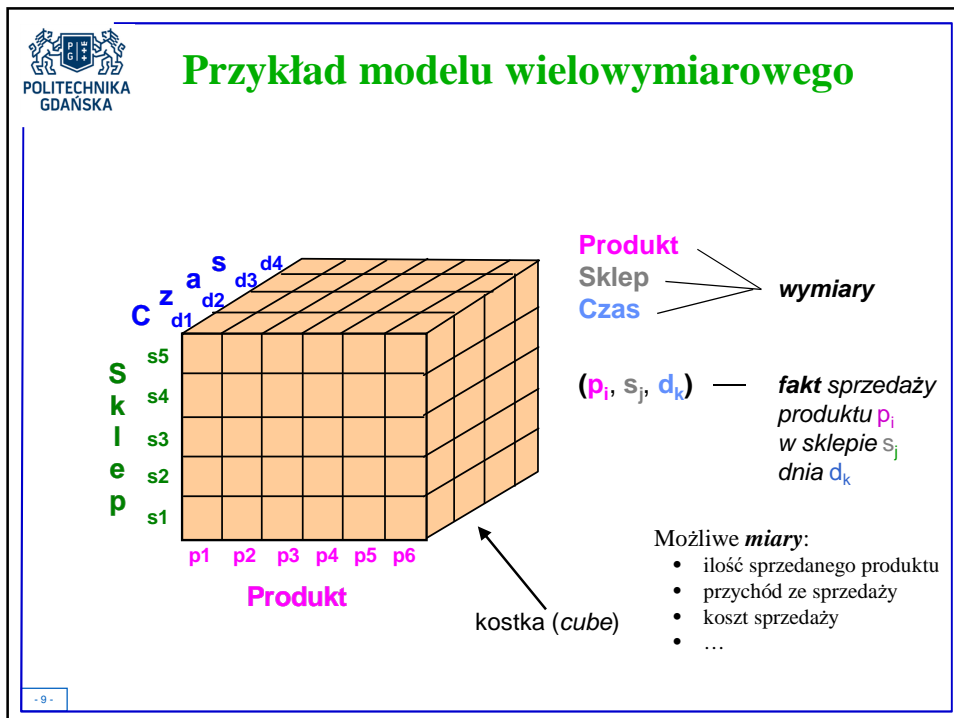 POLITECHNIKA
GDAŃSKA
Przykład modelu wielowymiarowego
C z a s
d1 d2 d3 d4
Sklep
s5
s4
s3
s2
s1
p1 p2 p3 p4 p5 p6
Produkt
kostka (cube)
Produkt
Sklep
Czas
wymiary
(pi, sj, dk)
fakt sprzedaży
produktu pi
w sklepie sj
dnia dk
Możliwe miary:
• ilość sprzedanego produktu
• przychód ze sprzedaży
• koszt sprzedaży
• …
- 9 -